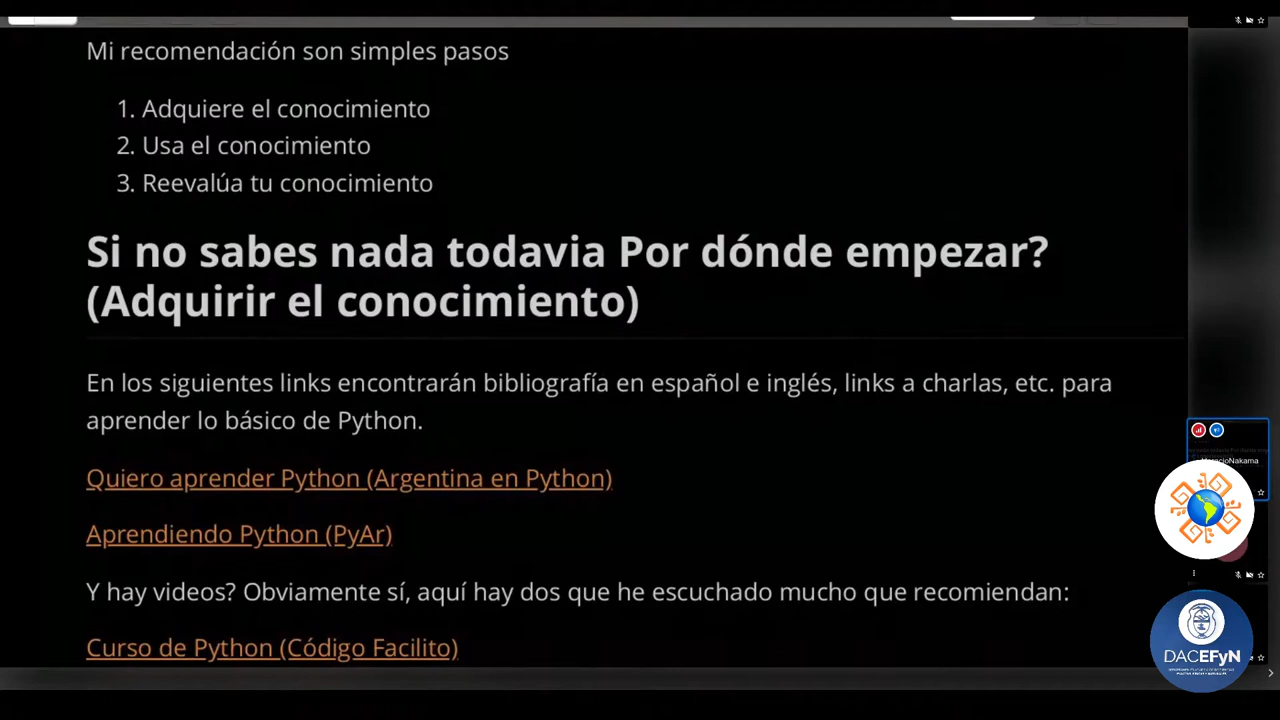 Mi recomendación son simples pasos
1. Adquiere el conocimiento
2. Usa el conocimiento
3. Reevalúa tu conocimiento
Si no sabes nada todavia Por dónde empezar?
(Adquirir el conocimiento)
En los siguientes links encontrarán bibliografía en español e inglés, links a charlas, etc. para
aprender lo básico de Python.
Quiero aprender Python (Argentina en Python)
Aprendiendo Python (PyAr)
Y hay videos? Obviamente sí, aquí hay dos que he escuchado mucho que recomiendan:
Curso de Python (Código Facilito)
DACEFyN